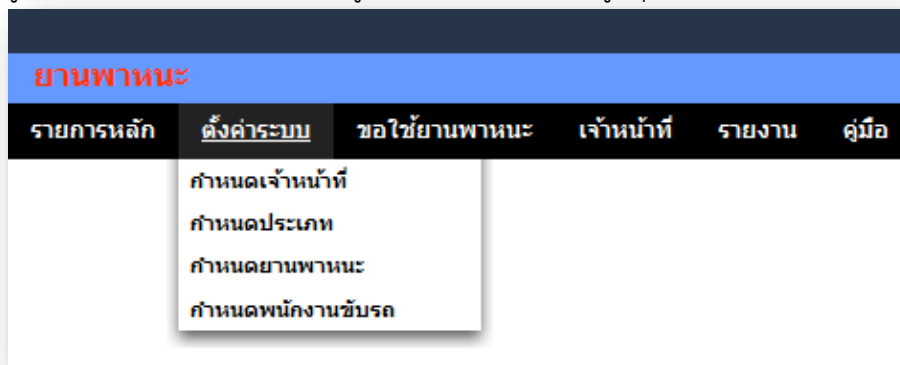 ยานพาหนะ
รายการหลัก ตั้งค่าระบบ ขอใช้ยานพาหนะ เจ้าหน้าที่ รายงาน คู่มือ
กำหนดเจ้าหน้าที่
กำหนดประเภท
กำหนดยานพาหนะ
กำหนดพนักงานขับรถ